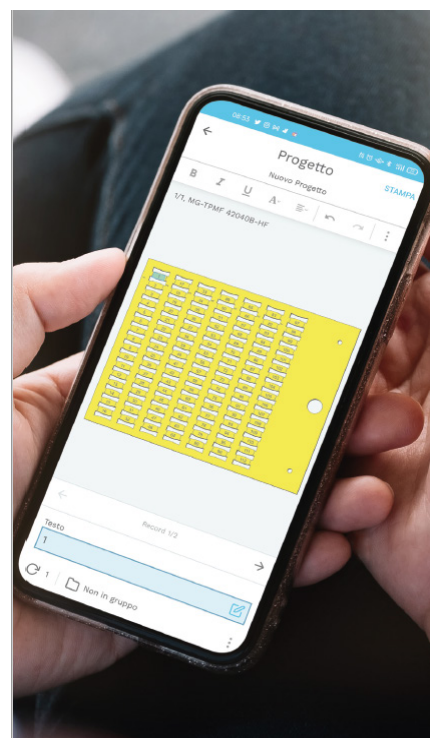 08:53
Progetto
Nuovo Progetto
STAMPA
B I U A
1/1, MG-TPMF 42040B-HF
Record 1/2
Testo
1
1 Non in gruppo